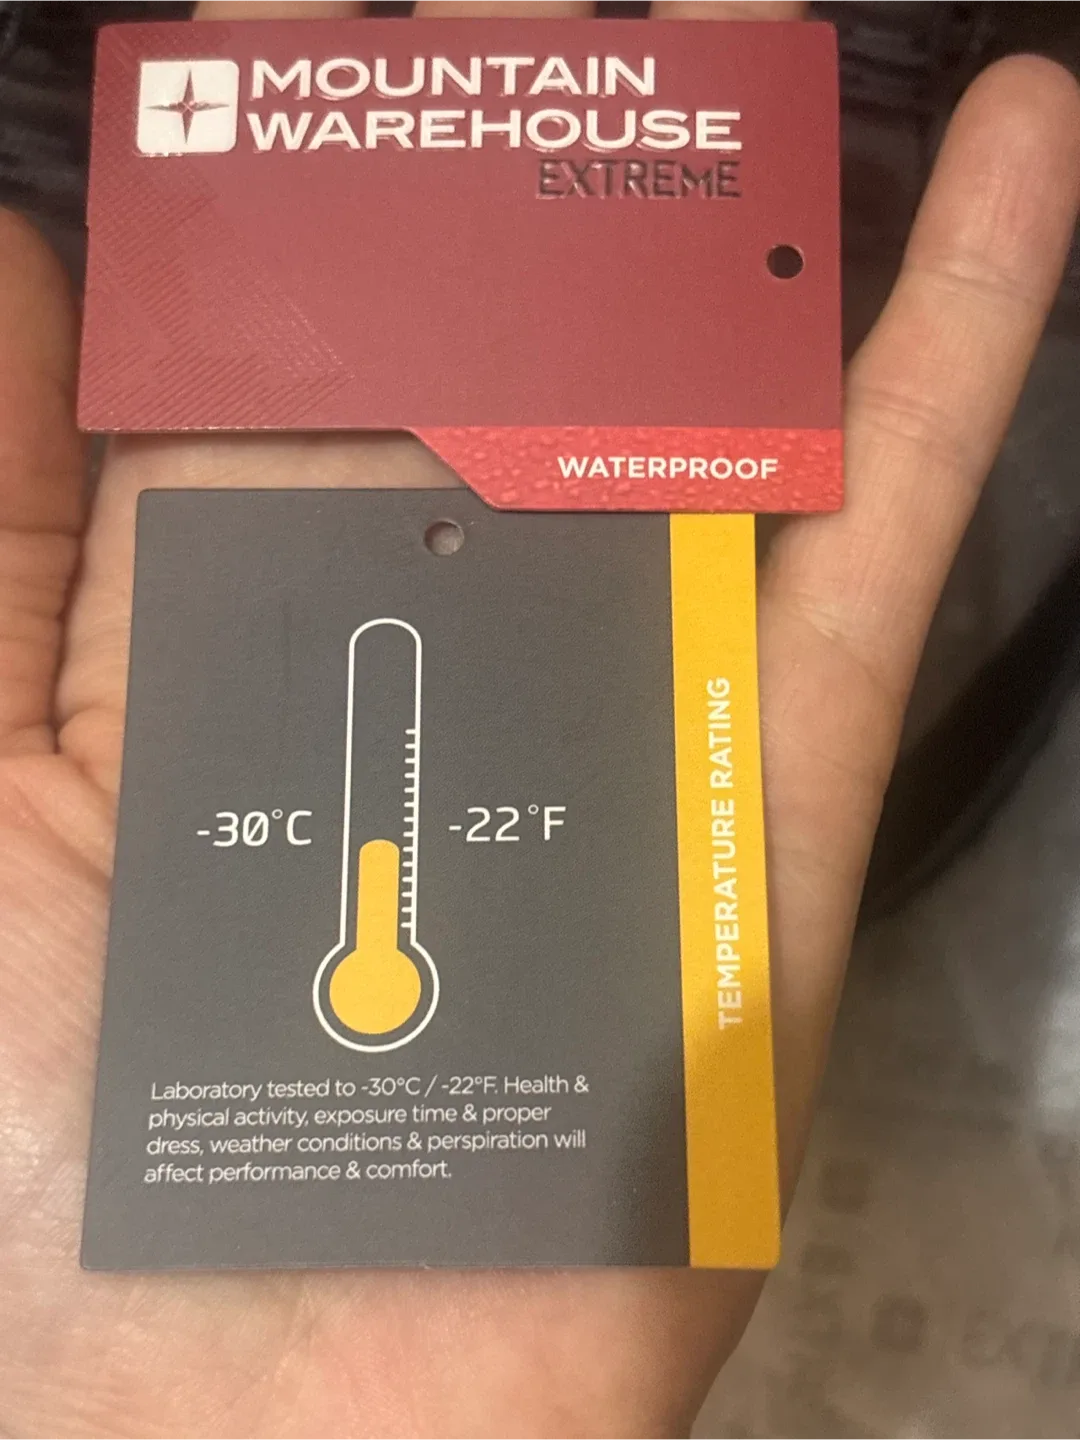 MOUNTAIN
WAREHOUSE
EXTREME
WATERPROOF
-30°C
-22°F
TEMPERATURE RATING
Laboratory tested to -30°C / -22°F. Health &
physical activity, exposure time & proper
dress, weather conditions & perspiration will
affect performance & comfort.